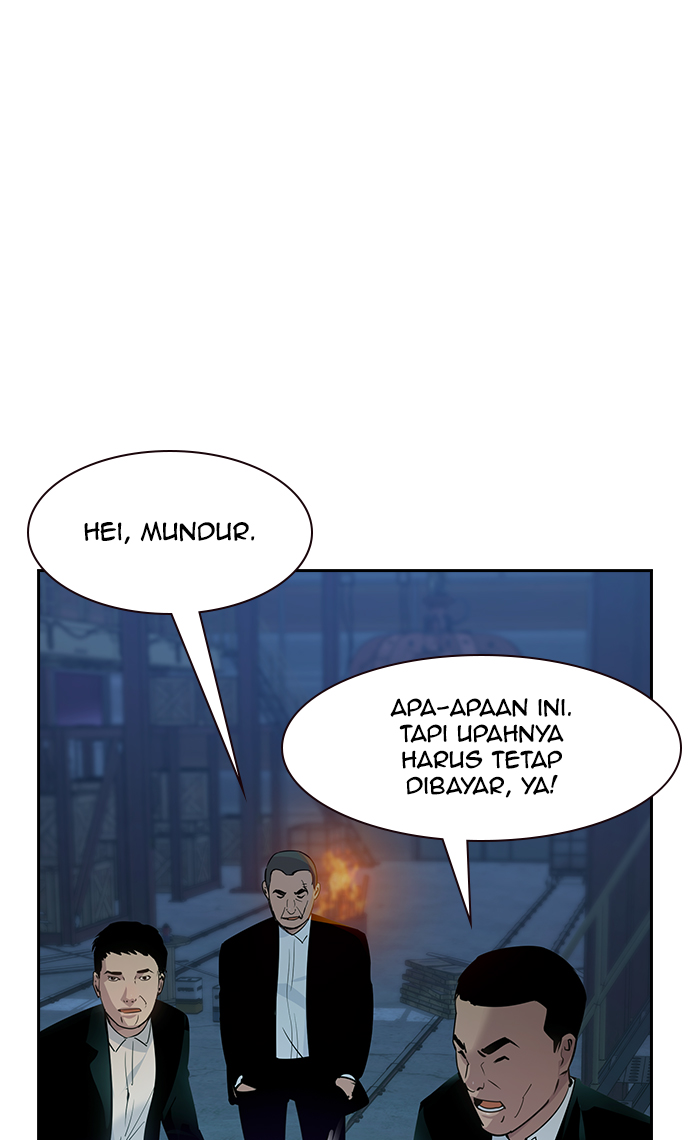 HEI, MUNDUR.
APA-APAAN INI.
TAPI UPAHNYA
HARUS TETAP
DIBAYAR, YA!